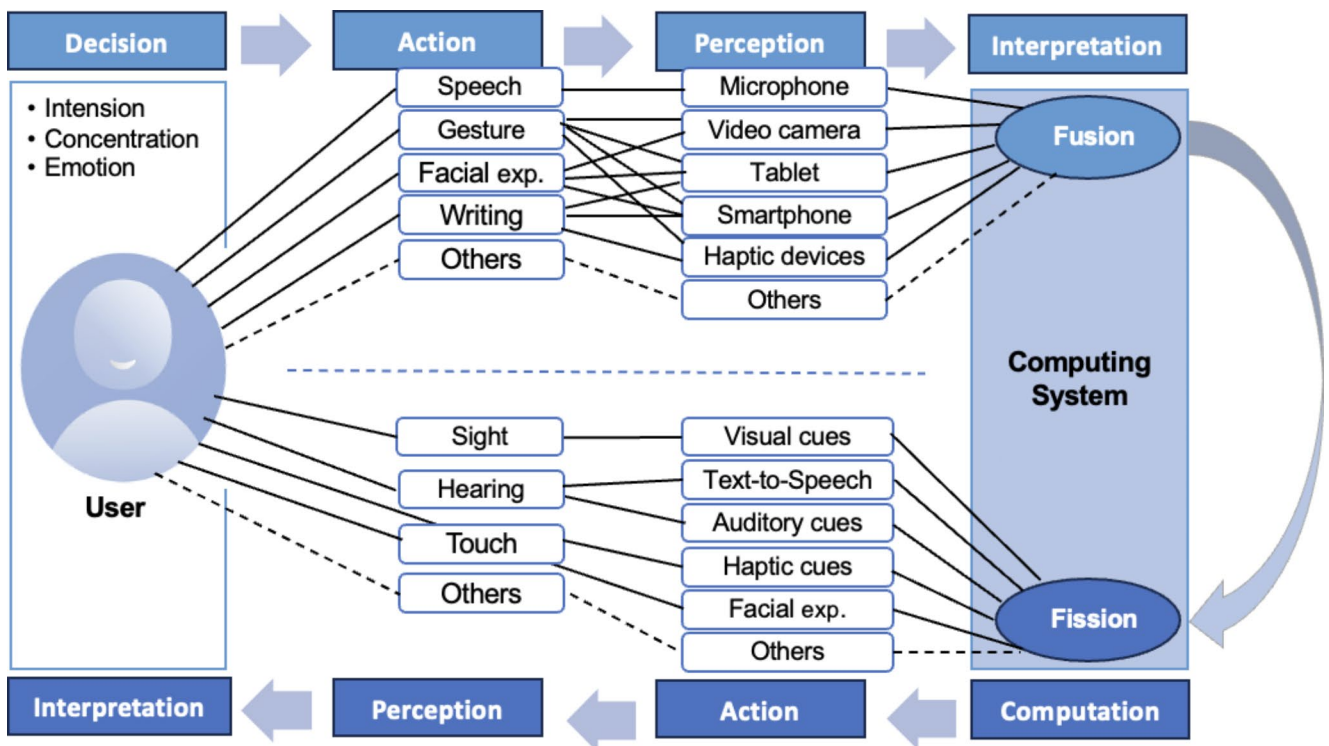 Decision
Action
Perception
Interpretation
• Intension
• Concentration
• Emotion
Speech
Gesture
Facial exp.
Writing
Others
Microphone
Video camera
Tablet
Smartphone
Haptic devices
Others
Fusion
Computing
System
User
Sight
Hearing
Touch
Others
Visual cues
Text-to-Speech
Auditory cues
Haptic cues
Facial exp.
Others
Fission
Interpretation
Perception
Action
Computation